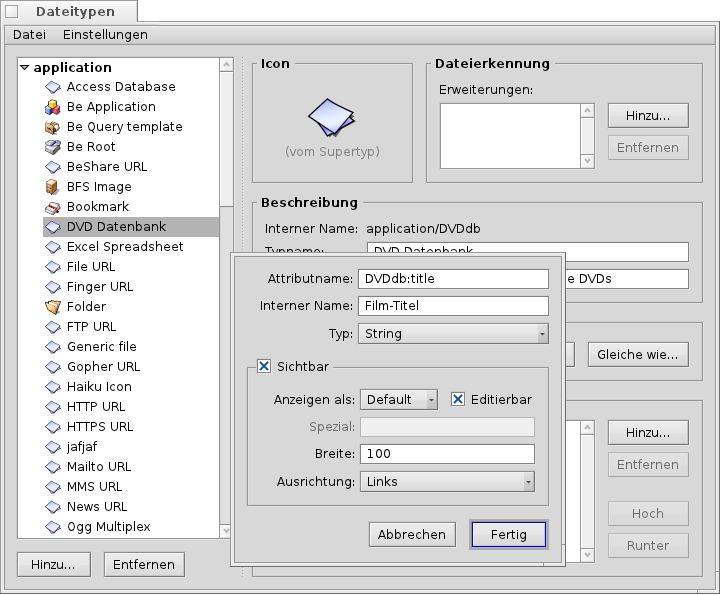 Dateitypen
Datei Einstellungen
application
Access Database
Be Application
Be Query template
Be Root
BeShare URL
BFS Image
Bookmark
DVD Datenbank
Excel Spreadsheet
File URL
Finger URL
Folder
FTP URL
Generic file
Gopher URL
Haiku Icon
HTTP URL
HTTPS URL
jafjaf
Mailto URL
MMS URL
News URL
Ogg Multiplex
Hinzu...
Entfernen
Icon
(vom Supertyp)
Dateierkennung
Erweiterungen:
Hinzu...
Entfernen
Beschreibung
Interner Name: application/DVDdb
Typname: DVD Datenbank
e DVDs
Gleiche wie...
Attributname: DVDdb:title
Interner Name: Film-Titel
Typ: String
Sichtbar
Anzeigen als: Default Editierbar
Spezial:
Breite: 100
Ausrichtung: Links
Abbrechen Fertig
Hinzu...
Entfernen
Hoch
Runter